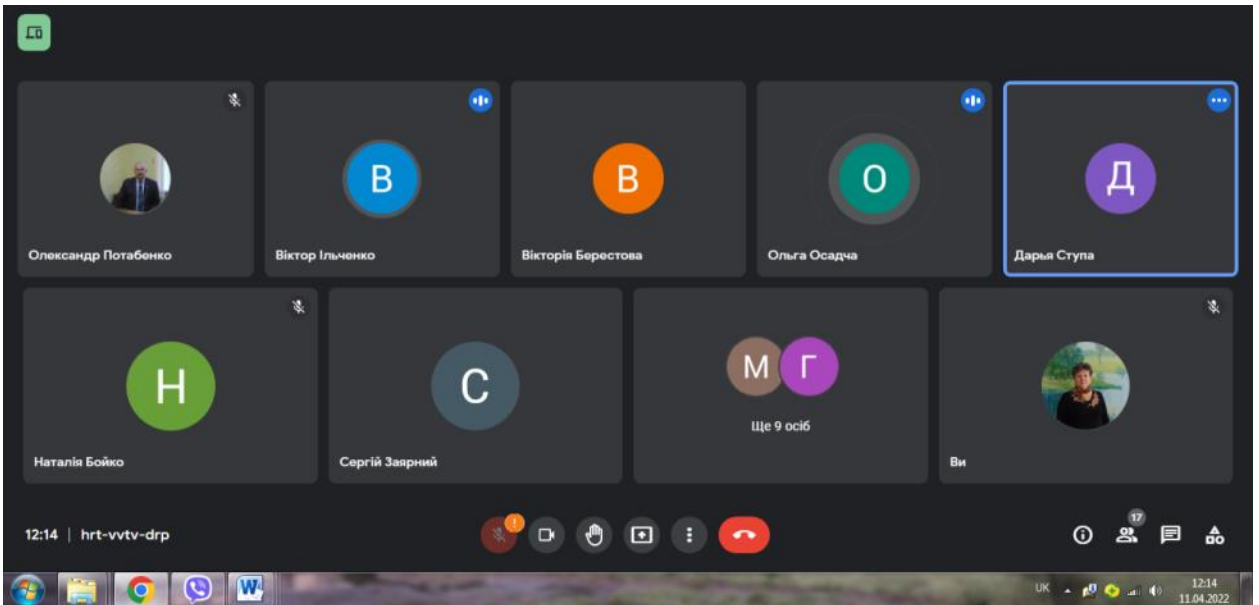 В
В
О
Д
Олександр Потабенко
Віктор Ільченко
Вікторія Берестова
Ольга Осадча
Дарья Ступа
Н
С
М
Г
Ще 9 осіб
Наталія Бойко
Сергій Заярний
Ви
12:14 | hrt-vvtv-drp
!
17
W
UK
12:14
11.04.2022